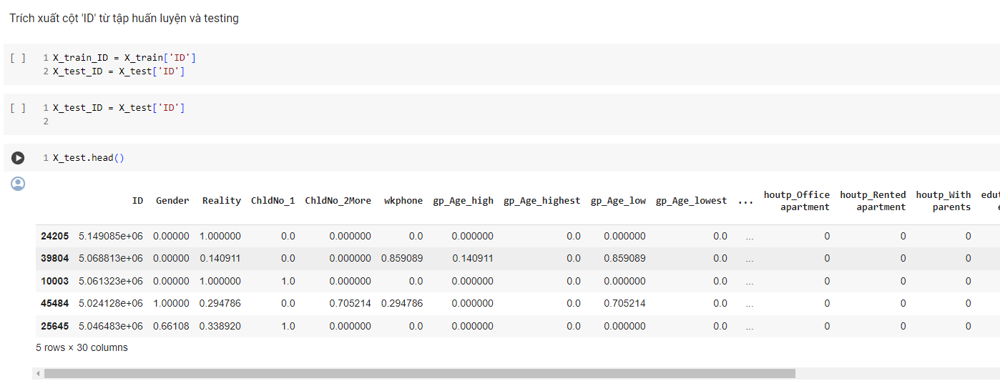 Trích xuất cột 'ID' từ tập huấn luyện và testing
[ ] 1 X_train_ID = X_train['ID']
2 X_test_ID = X_test['ID']
[ ] 1 X_test_ID = X_test['ID']
2
1 X_test.head()
ID Gender Reality ChldNo_1 ChldNo_2More wkphone gp_Age_high gp_Age_highest gp_Age_low gp_Age_lowest ... houtp_Office apartment houtp_Rented apartment houtp_With parents
24205 5.149085e+06 0.00000 1.000000 0.0 0.000000 0.0 0.000000 0.0 0.000000 0.0 ... 0 0 0
39804 5.068813e+06 0.00000 0.140911 0.0 0.000000 0.859089 0.140911 0.0 0.859089 0.0 ... 0 0 0
10003 5.061323e+06 0.00000 1.000000 1.0 0.000000 0.0 0.000000 0.0 0.000000 0.0 ... 0 0 0
45484 5.024128e+06 1.00000 0.294786 0.0 0.705214 0.294786 0.000000 0.0 0.705214 0.0 ... 0 0 0
25645 5.046483e+06 0.66108 0.338920 1.0 0.000000 0.0 0.000000 0.0 0.000000 0.0 ... 0 0 0
5 rows × 30 columns